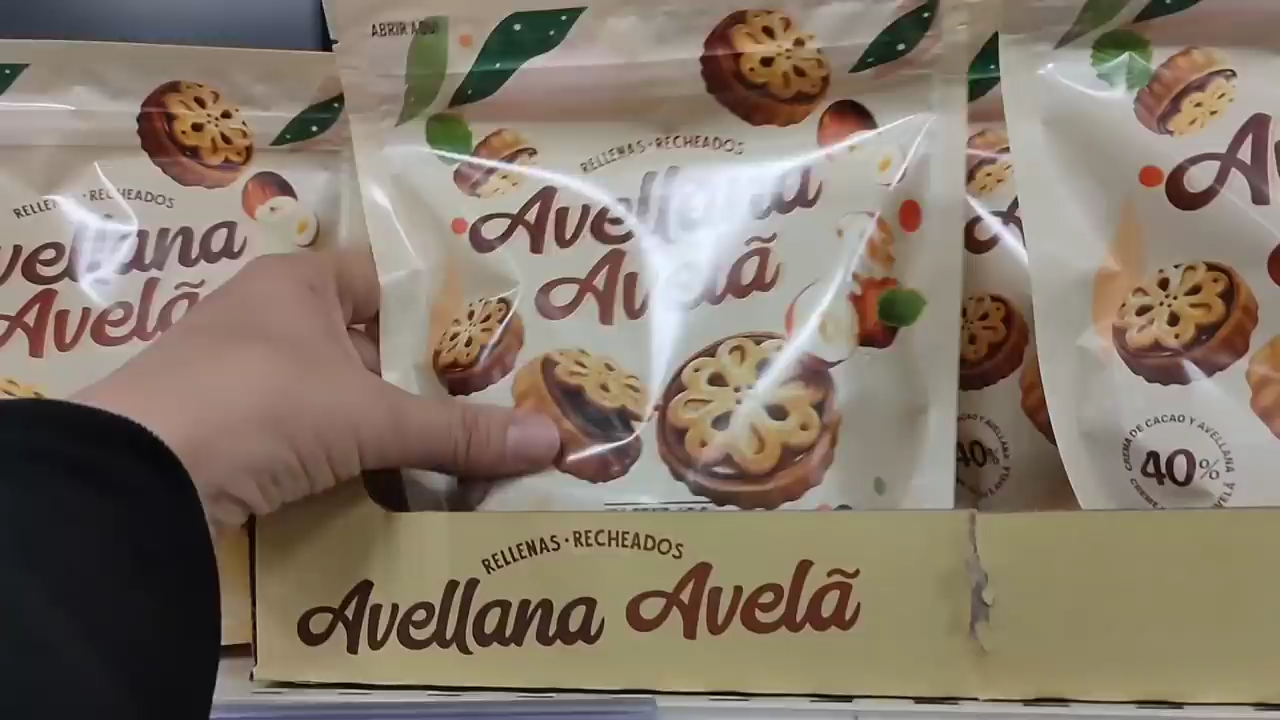 ABRIR AQUÍ
RELLENAS·RECHEADOS
Avellana
Avelã
RELLENAS·RECHEADOS
Avellana
Avelã
CREMA DE CACAO Y AVELLANA
40%
40%
RELLENAS·RECHEADOS
Avellana Avelã